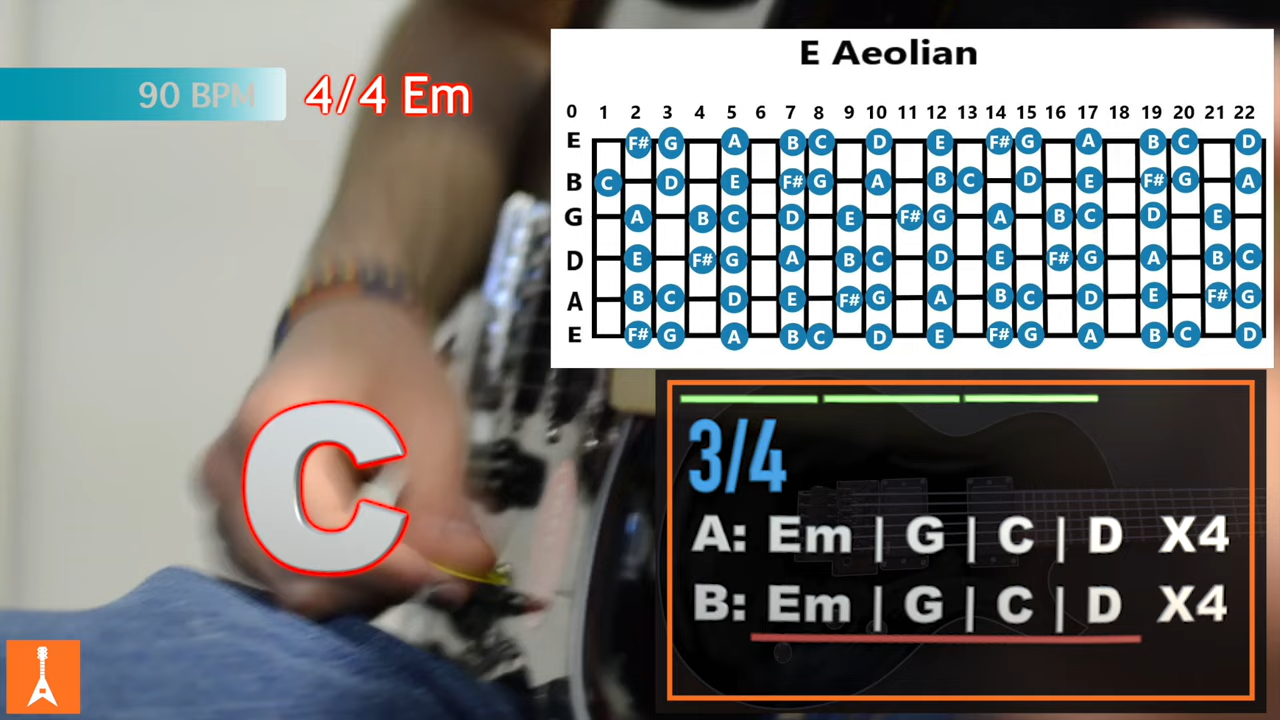 90 BPM 4/4 Em
E Aeolian
0 1 2 3 4 5 6 7 8 9 10 11 12 13 14 15 16 17 18 19 20 21 22
E F# G A B C D E F# G A B C D
B C D E F# G A B C D E F# G A
G A B C D E F# G A B C D E
D E F# G A B C D E F# G A B C
A B C D E F# G A B C D E F# G
E F# G A B C D E F# G A B C D
C
3/4
A: Em | G | C | D X4
B: Em | G | C | D X4